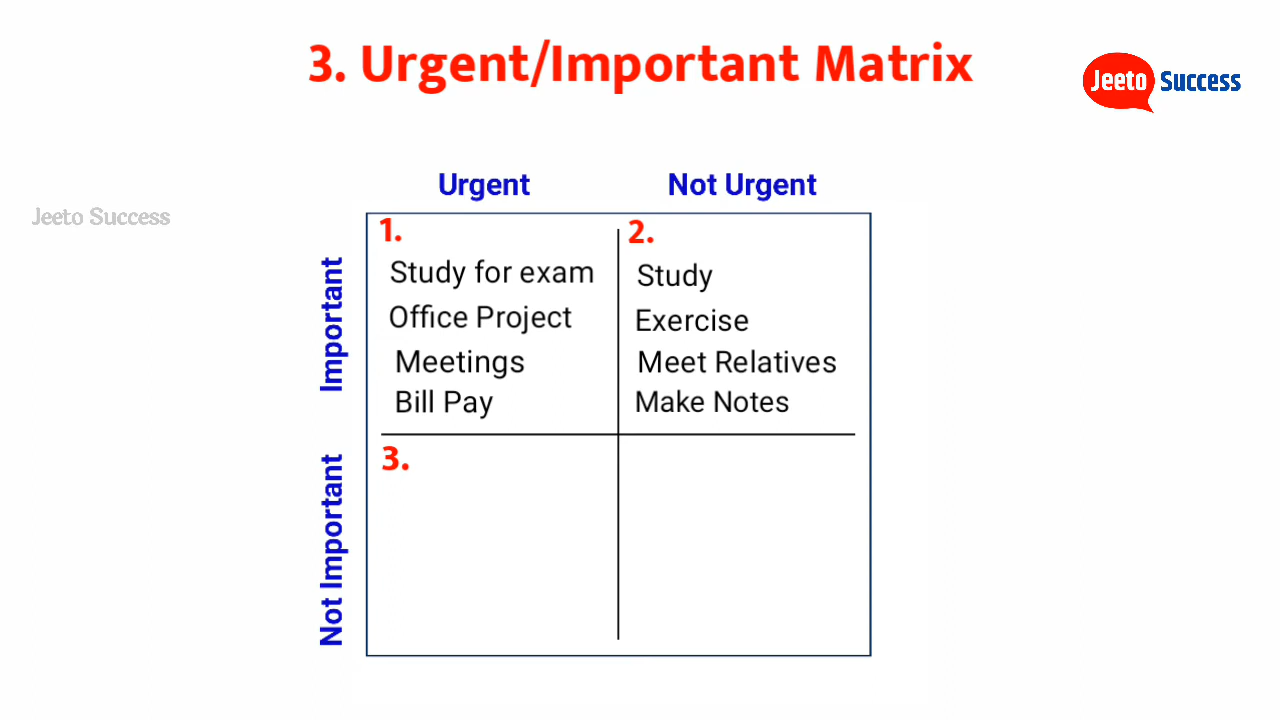 3. Urgent/Important Matrix
Jeeto Success
Urgent Not Urgent
Jeeto Success
Important
1.
Study for exam
Office Project
Meetings
Bill Pay
2.
Study
Exercise
Meet Relatives
Make Notes
Not Important
3.